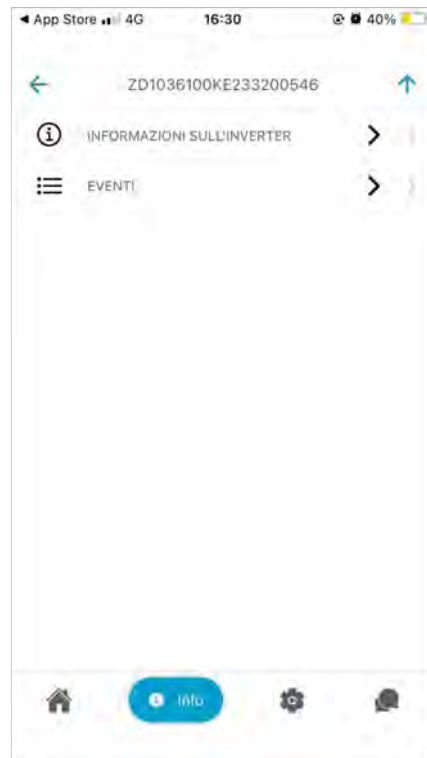 ◄ App Store 4G 16:30 40%
ZD1036100KE233200546
INFORMAZIONI SULL'INVERTER
EVENTI
Info